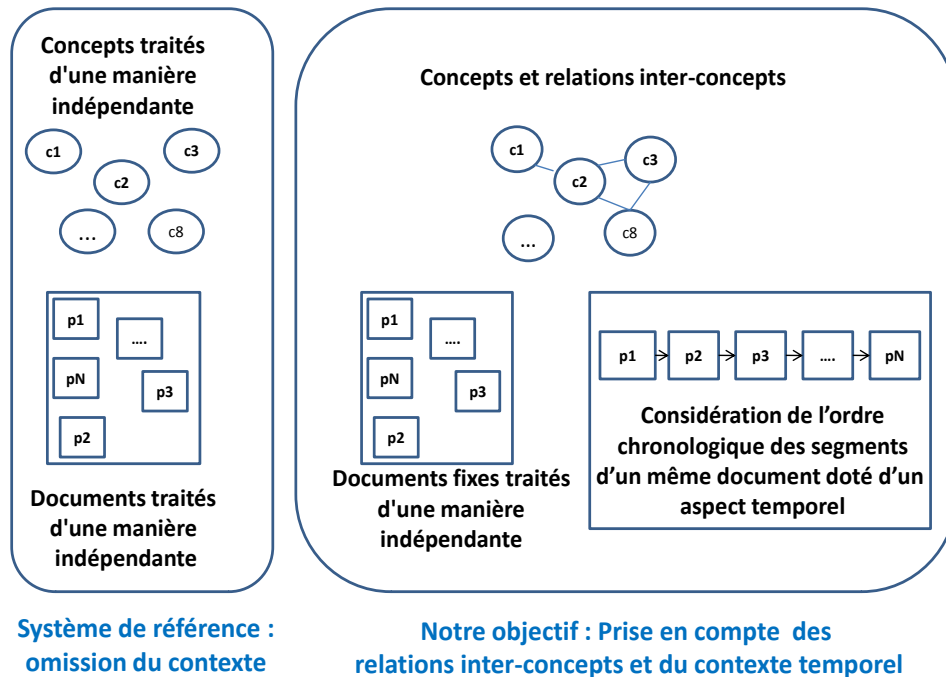 Concepts traités
d'une manière
indépendante
c1
c3
c2
...
c8
p1
....
pN
p3
p2
Documents traités
d'une manière
indépendante
Système de référence :
omission du contexte
Concepts et relations inter-concepts
c1
c3
c2
...
c8
p1
....
pN
p3
p2
Documents fixes traités
d'une manière
indépendante
p1
p2
p3
....
pN
Considération de l’ordre
chronologique des segments
d’un même document doté d’un
aspect temporel
Notre objectif : Prise en compte des
relations inter-concepts et du contexte temporel